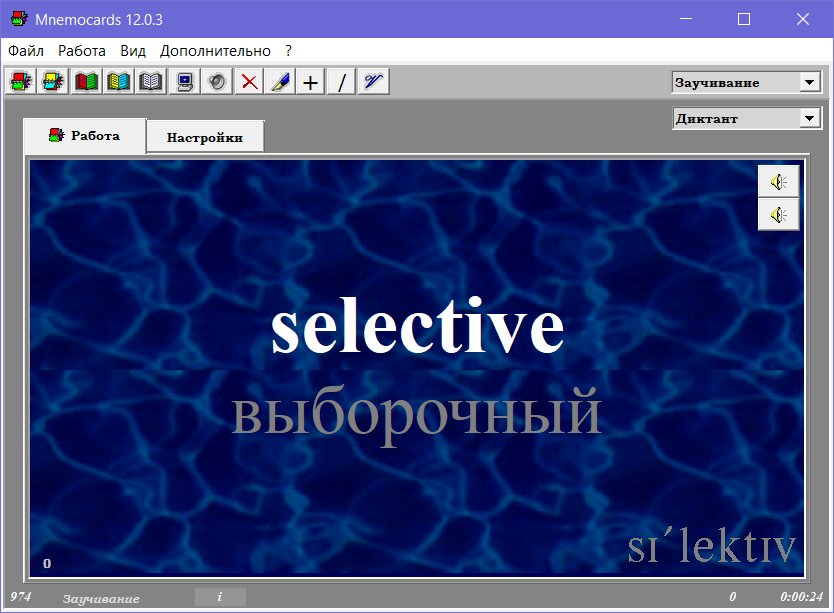 Mnemocards 12.0.3
Файл Работа Вид Дополнительно ?
Заучивание
Диктант
Работа Настройки
selective
выборочный
sɪˊlektɪv
0
974 Заучивание i 0 0:00:24